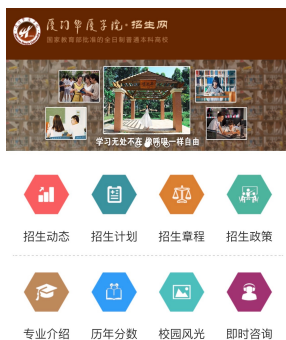 厦门华厦学院·招生网
国家教育部批准的全日制普通本科高校
学习无处不在 像呼吸一样自由
招生动态 招生计划 招生章程 招生政策
专业介绍 历年分数 校园风光 即时咨询